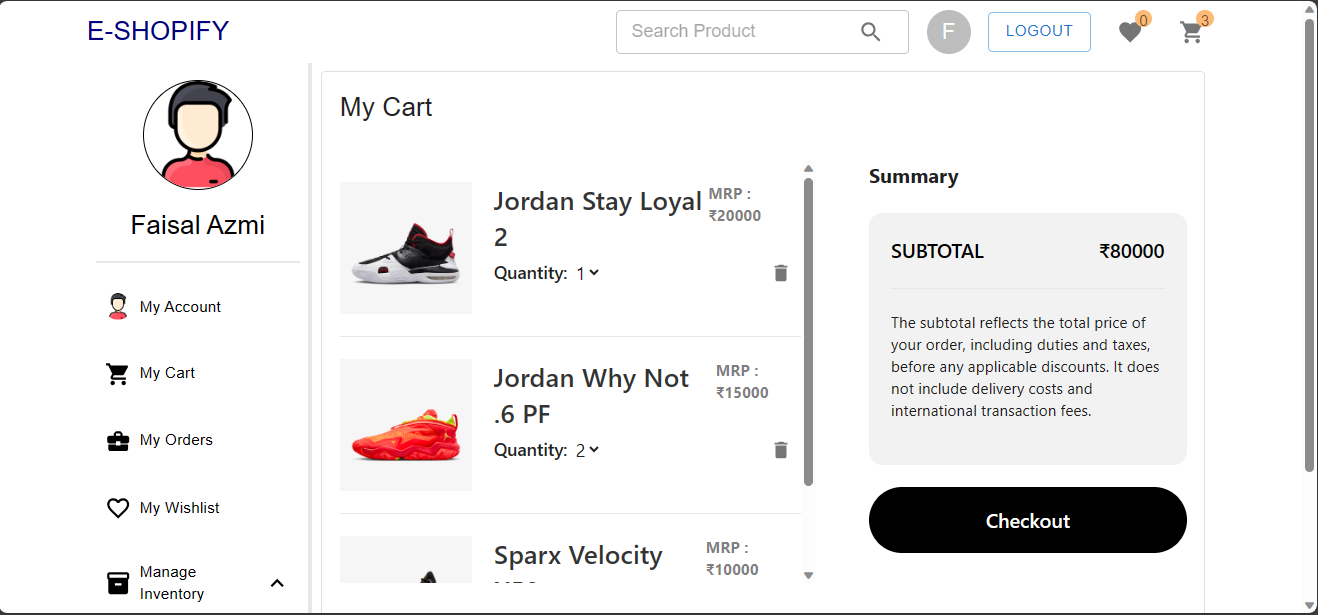 E-SHOPIFY
Search Product
F
LOGOUT
0
3
Faisal Azmi
My Account
My Cart
My Orders
My Wishlist
Manage
Inventory
My Cart
Jordan Stay Loyal
2
MRP :
₹20000
Quantity: 1
Jordan Why Not
.6 PF
MRP :
₹15000
Quantity: 2
Sparx Velocity
MRP :
₹10000
Summary
SUBTOTAL ₹80000
The subtotal reflects the total price of
your order, including duties and taxes,
before any applicable discounts. It does
not include delivery costs and
international transaction fees.
Checkout